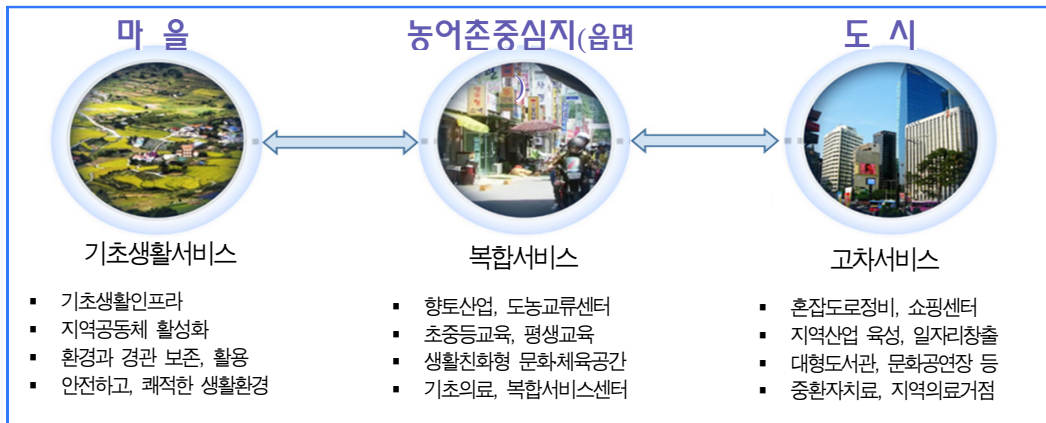 마 을
기초생활서비스
▪ 기초생활인프라
▪ 지역공동체 활성화
▪ 환경과 경관 보존, 활용
▪ 안전하고, 쾌적한 생활환경
농어촌중심지(읍면
복합서비스
▪ 향토산업, 도농교류센터
▪ 초중등교육, 평생교육
▪ 생활친화형 문화·체육공간
▪ 기초의료, 복합서비스센터
도 시
고차서비스
▪ 혼잡도로정비, 쇼핑센터
▪ 지역산업 육성, 일자리창출
▪ 대형도서관, 문화공연장 등
▪ 중환자치료, 지역의료거점